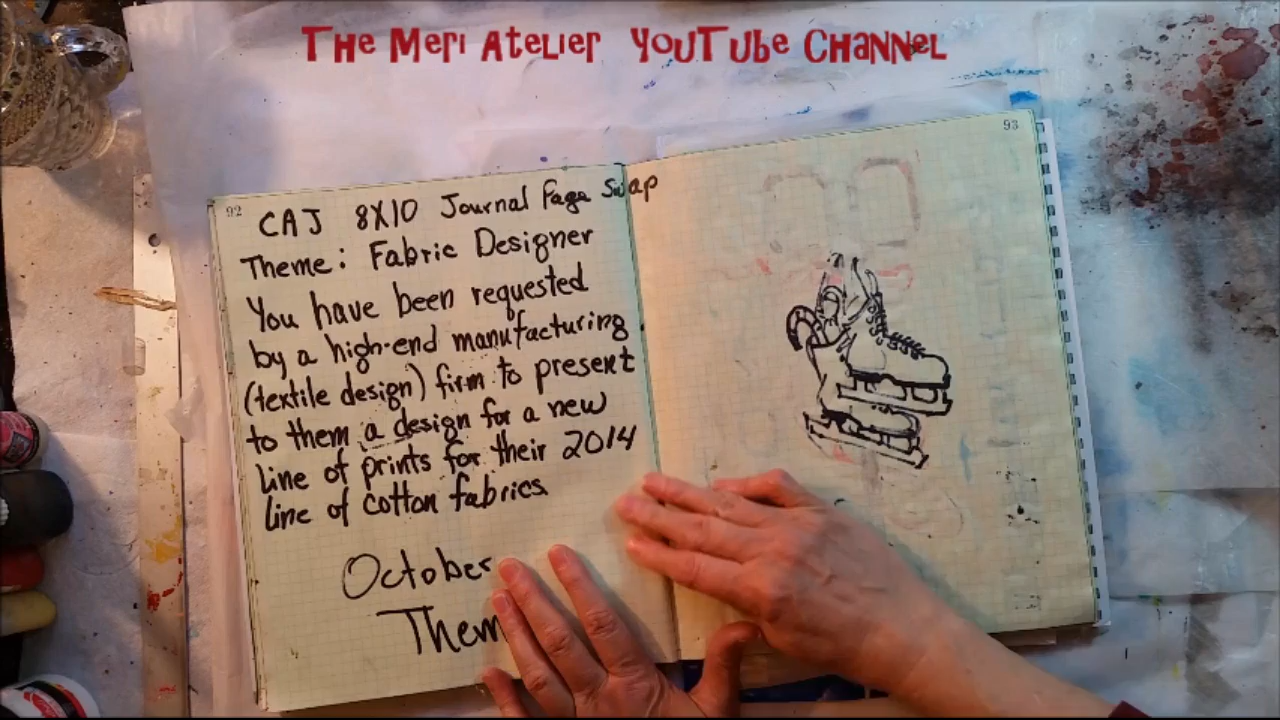 The Meri Atelier YouTube Channel
92
93
CAJ 8X10 Journal Page Swap
Theme: Fabric Designer
You have been requested
by a high-end manufacturing
(textile design) firm to present
to them a design for a new
line of prints for their 2014
line of cotton fabrics.
October
Them